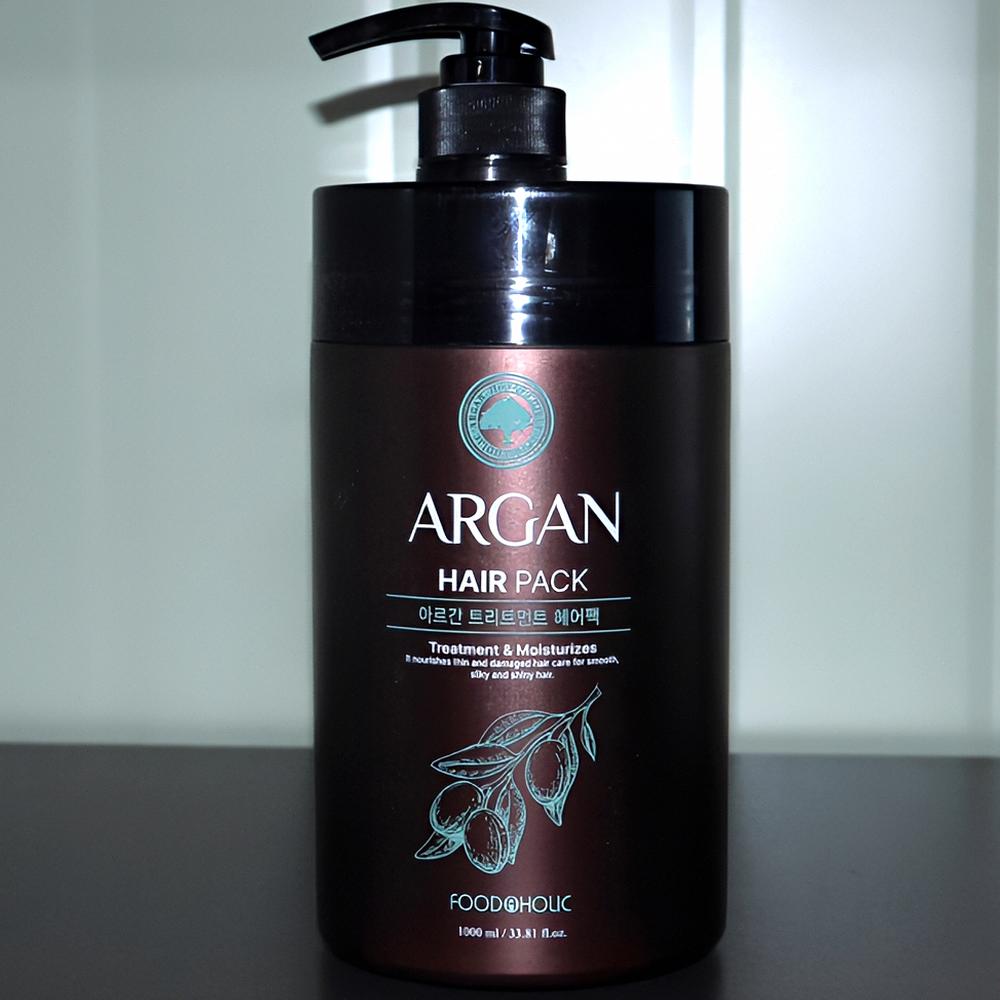 ARGAN
HAIR PACK
아르간 트리트먼트 헤어팩
Treatment & Moisturizes
It nourishes thin and damaged hair care for smooth,
silky and shiny hair.
FOODAHOLIC
1000 ml / 33.81 fl.oz.